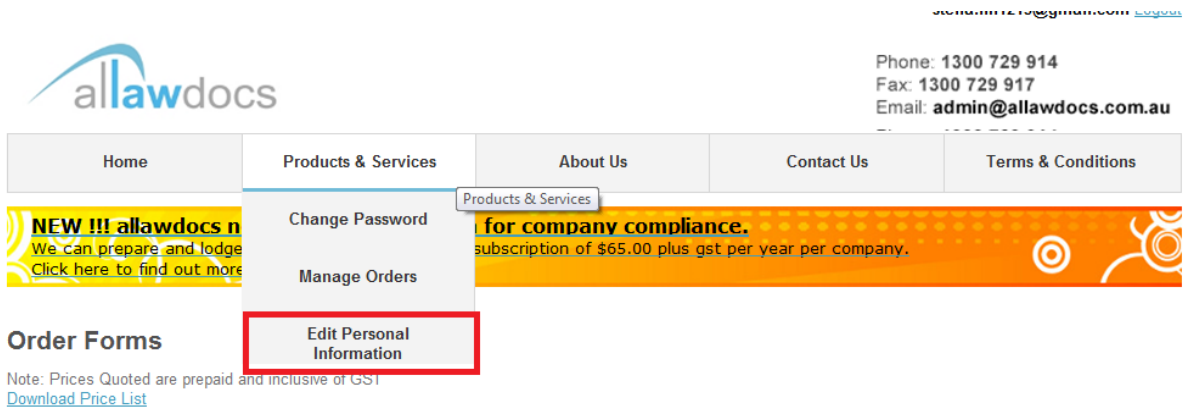 Logout
allawdocs
Phone: 1300 729 914
Fax: 1300 729 917
Email: admin@allawdocs.com.au
Home
Products & Services
About Us
Contact Us
Terms & Conditions
Products & Services
Change Password
Manage Orders
Edit Personal
Information
NEW !!! allawdocs n for company compliance.
We can prepare and lodge subscription of $65.00 plus gst per year per company.
Click here to find out more
Order Forms
Note: Prices Quoted are prepaid and inclusive of GST
Download Price List